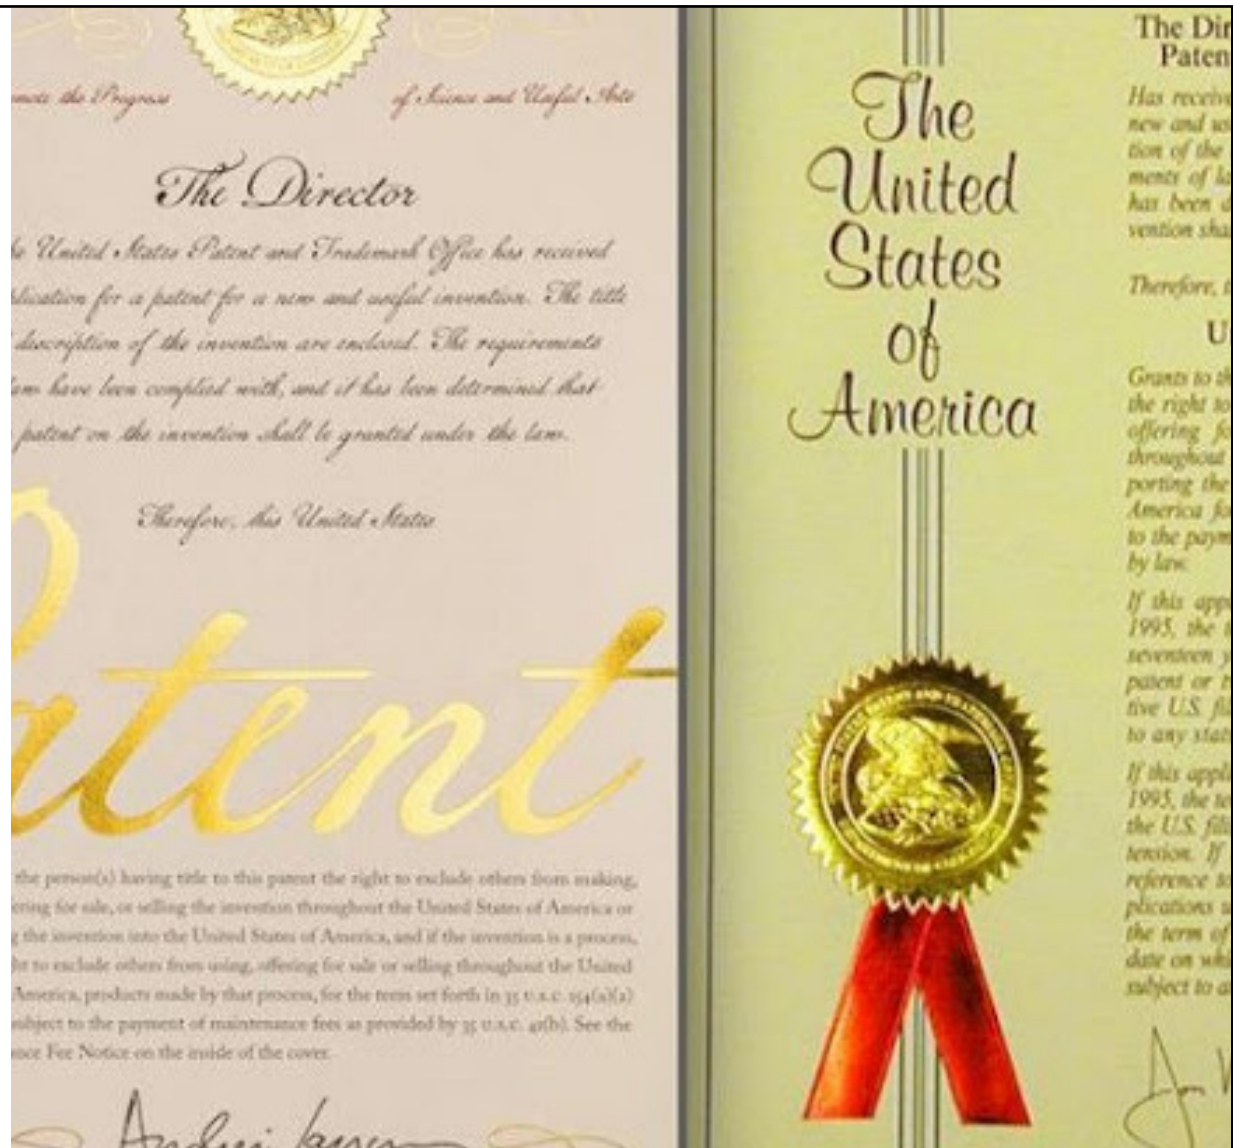 the Progress of Science and Useful Arts
The Director
United States Patent and Trademark Office has received
for a patent for a new and useful invention. The title
description of the invention are enclosed. The requirements
have been complied with, and it has been determined that
patent on the invention shall be granted under the law.
Therefore, this United States
atent
the person(s) having title to this patent the right to exclude others from making,
ering for sale, or selling the invention throughout the United States of America or
g the invention into the United States of America, and if the invention is a process,
ht to exclude others from using, offering for sale or selling throughout the United
America, products made by that process, for the term set forth in 35 U.S.C. 154(a)(2)
ubject to the payment of maintenance fees as provided by 35 U.S.C. 41(b). See the
nce Fee Notice on the inside of the cover.
The
United
States
of
America
The Dir
Paten
Has receive
new and us
tion of the
ments of la
has been d
vention sha
Therefore, t
U
Grants to th
the right to
offering fo
throughout
porting the
America fo
to the paym
by law.
If this app
1995, the t
seventeen y
patent or t
tive U.S. fil
to any stat
If this appli
1995, the te
the U.S. fili
tension. If
reference to
plications u
the term of
date on whi
subject to a